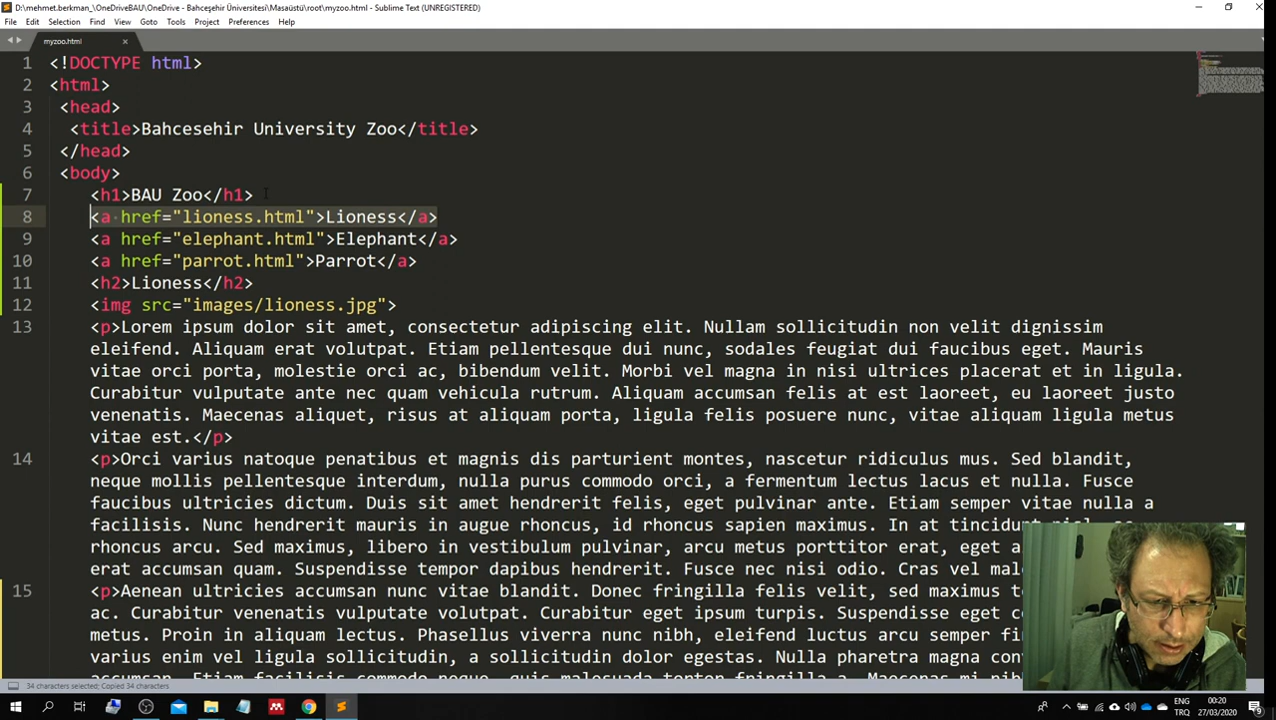 D:\mehmet.berkman_\OneDriveBAU\OneDrive - Bahçeşehir Üniversitesi\Masaüstü\root\myzoo.html - Sublime Text (UNREGISTERED)
File Edit Selection Find View Goto Tools Project Preferences Help
myzoo.html
1 <!DOCTYPE html>
2 <html>
3 <head>
4 <title>Bahcesehir University Zoo</title>
5 </head>
6 <body>
7 <h1>BAU Zoo</h1>
8 <a href="lioness.html">Lioness</a>
9 <a href="elephant.html">Elephant</a>
10 <a href="parrot.html">Parrot</a>
11 <h2>Lioness</h2>
12 <img src="images/lioness.jpg">
13 <p>Lorem ipsum dolor sit amet, consectetur adipiscing elit. Nullam sollicitudin non velit dignissim
eleifend. Aliquam erat volutpat. Etiam pellentesque dui nunc, sodales feugiat dui faucibus eget. Mauris
vitae orci porta, molestie orci ac, bibendum velit. Morbi vel magna in nisi ultrices placerat et in ligula.
Curabitur vulputate ante nec quam vehicula rutrum. Aliquam accumsan felis at est laoreet, eu laoreet justo
venenatis. Maecenas aliquet, risus at aliquam porta, ligula felis posuere nunc, vitae aliquam ligula metus
vitae est.</p>
14 <p>Orci varius natoque penatibus et magnis dis parturient montes, nascetur ridiculus mus. Sed blandit,
neque mollis pellentesque interdum, nulla purus commodo orci, a fermentum lectus lacus et nulla. Fusce
faucibus ultricies dictum. Duis sit amet hendrerit felis, eget pulvinar ante. Etiam semper vitae nulla a
facilisis. Nunc hendrerit mauris in augue rhoncus, id rhoncus sapien maximus. In at tincidunt
rhoncus arcu. Sed maximus, libero in vestibulum pulvinar, arcu metus porttitor erat, eget
erat accumsan quam. Suspendisse tempor dapibus hendrerit. Fusce nec nisi odio. Cras vel
15 <p>Aenean ultricies accumsan nunc vitae blandit. Donec fringilla felis velit, sed maximus
ac. Curabitur venenatis vulputate volutpat. Curabitur eget ipsum turpis. Suspendisse eget
metus. Proin in aliquam lectus. Phasellus viverra nunc nibh, eleifend luctus arcu semper
varius enim vel ligula sollicitudin, a sollicitudin dolor egestas. Nulla pharetra magna
34 characters selected; Copied 34 characters
ENG 00:20
TRQ 27/03/2020